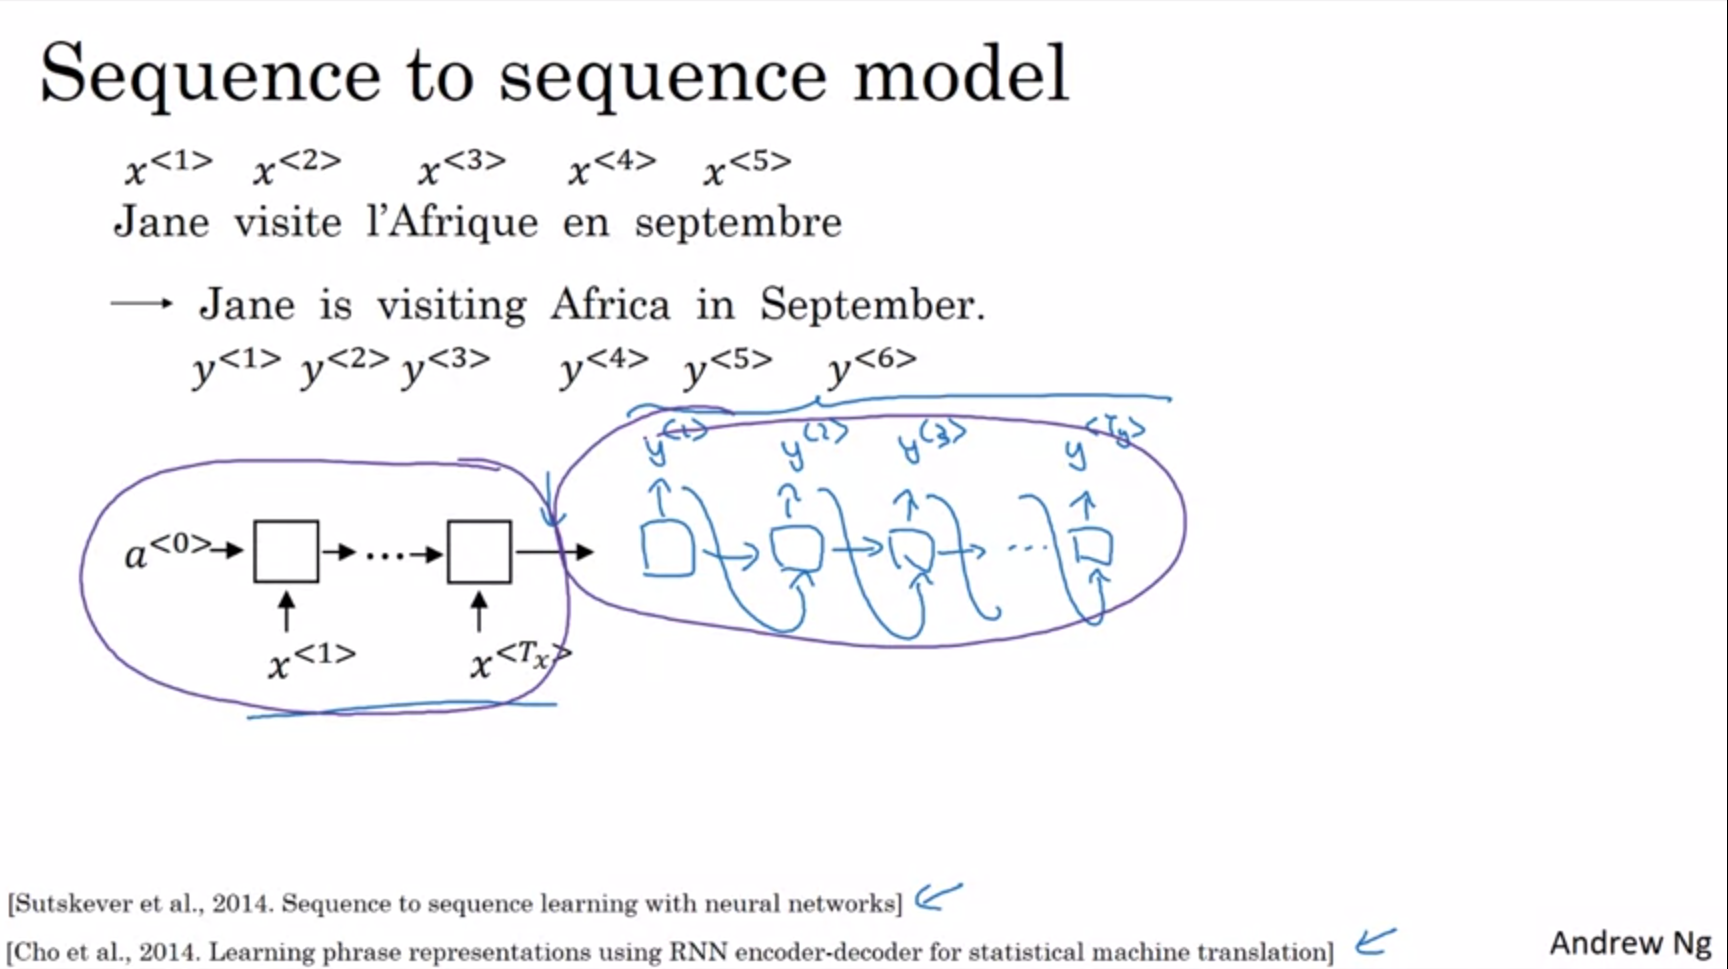 Sequence to sequence model
x<1> x<2> x<3> x<4> x<5>
Jane visite l'Afrique en septembre
→ Jane is visiting Africa in September.
y<1> y<2> y<3> y<4> y<5> y<6>
y<1> y<2> y<3> y<Ty>
a<0> → → ... → → → → → ...
x<1> x<Tx>
[Sutskever et al., 2014. Sequence to sequence learning with neural networks]
[Cho et al., 2014. Learning phrase representations using RNN encoder-decoder for statistical machine translation]
Andrew Ng